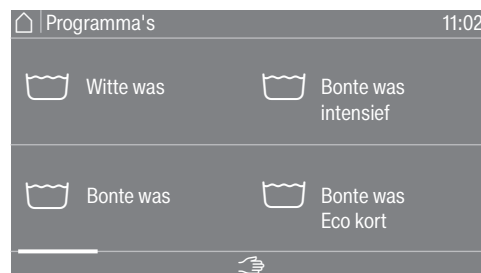 Programma's 11:02
Witte was
Bonte was
intensief
Bonte was
Bonte was
Eco kort